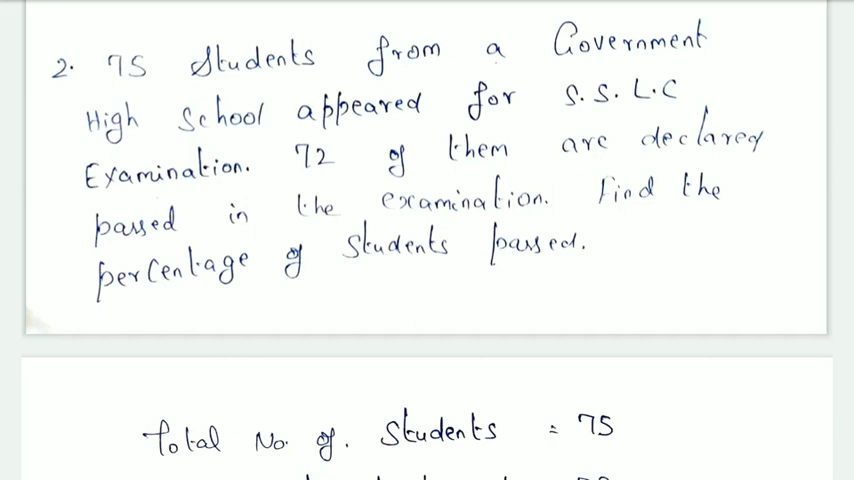 2. 75 Students from a Government
High School appeared for S.S.L.C
Examination. 72 of them are declared
passed in the examination. Find the
percentage of students passed.
Total No. of. Students = 75